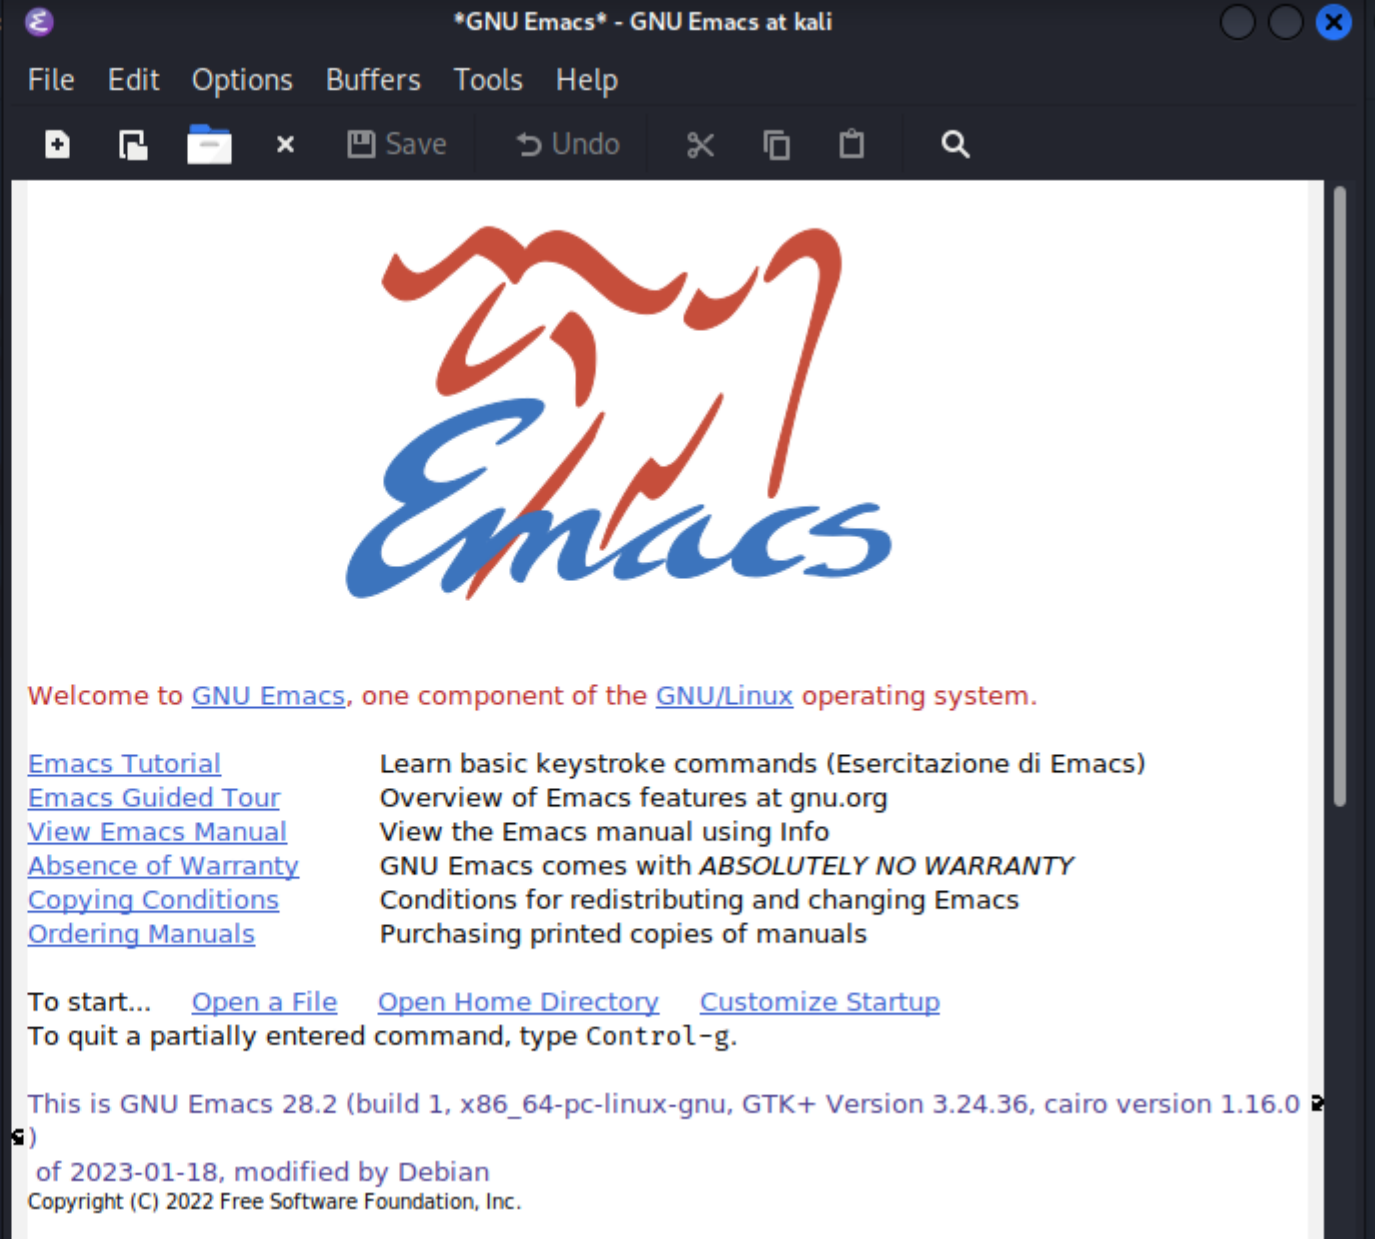 *GNU Emacs* - GNU Emacs at kali
File Edit Options Buffers Tools Help
Save Undo
Emacs
Welcome to GNU Emacs, one component of the GNU/Linux operating system.
Emacs Tutorial Learn basic keystroke commands (Esercitazione di Emacs)
Emacs Guided Tour Overview of Emacs features at gnu.org
View Emacs Manual View the Emacs manual using Info
Absence of Warranty GNU Emacs comes with ABSOLUTELY NO WARRANTY
Copying Conditions Conditions for redistributing and changing Emacs
Ordering Manuals Purchasing printed copies of manuals
To start... Open a File Open Home Directory Customize Startup
To quit a partially entered command, type Control-g.
This is GNU Emacs 28.2 (build 1, x86_64-pc-linux-gnu, GTK+ Version 3.24.36, cairo version 1.16.0
)
of 2023-01-18, modified by Debian
Copyright (C) 2022 Free Software Foundation, Inc.